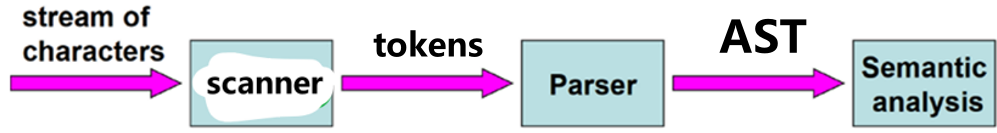 stream of
characters
scanner
tokens
Parser
AST
Semantic
analysis